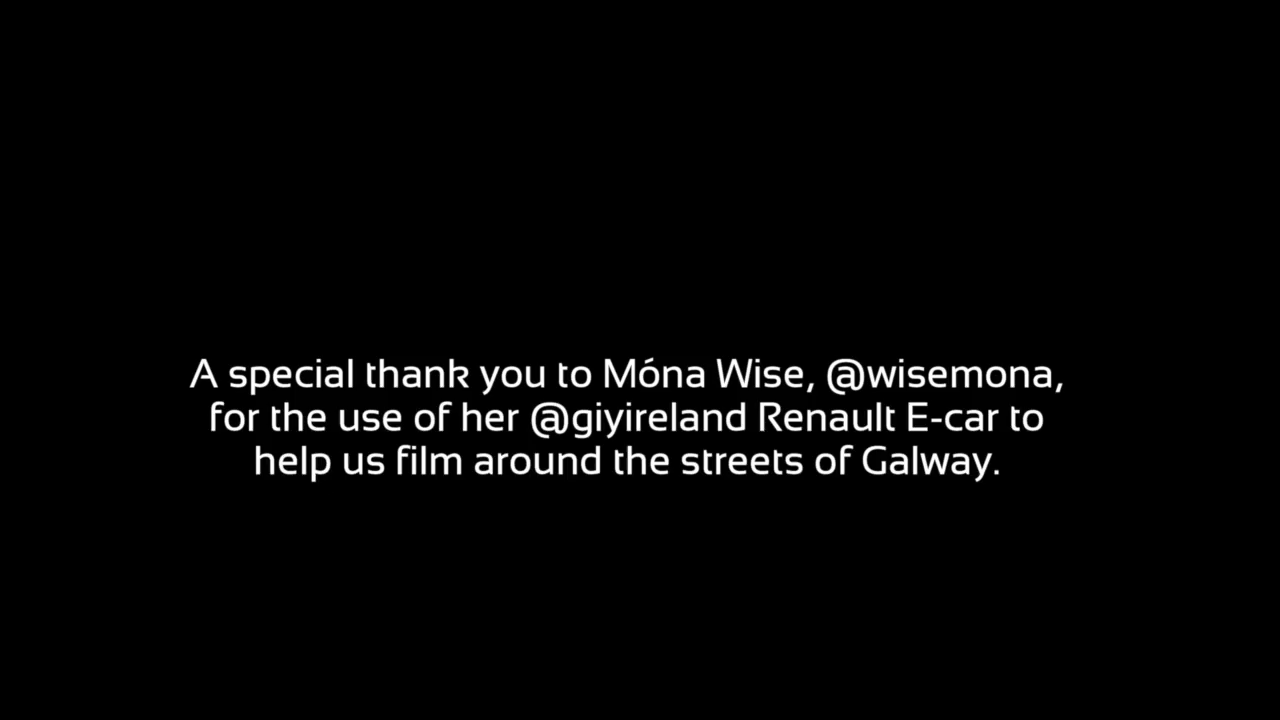 A special thank you to Móna Wise, @wisemona,
for the use of her @giyireland Renault E-car to
help us film around the streets of Galway.